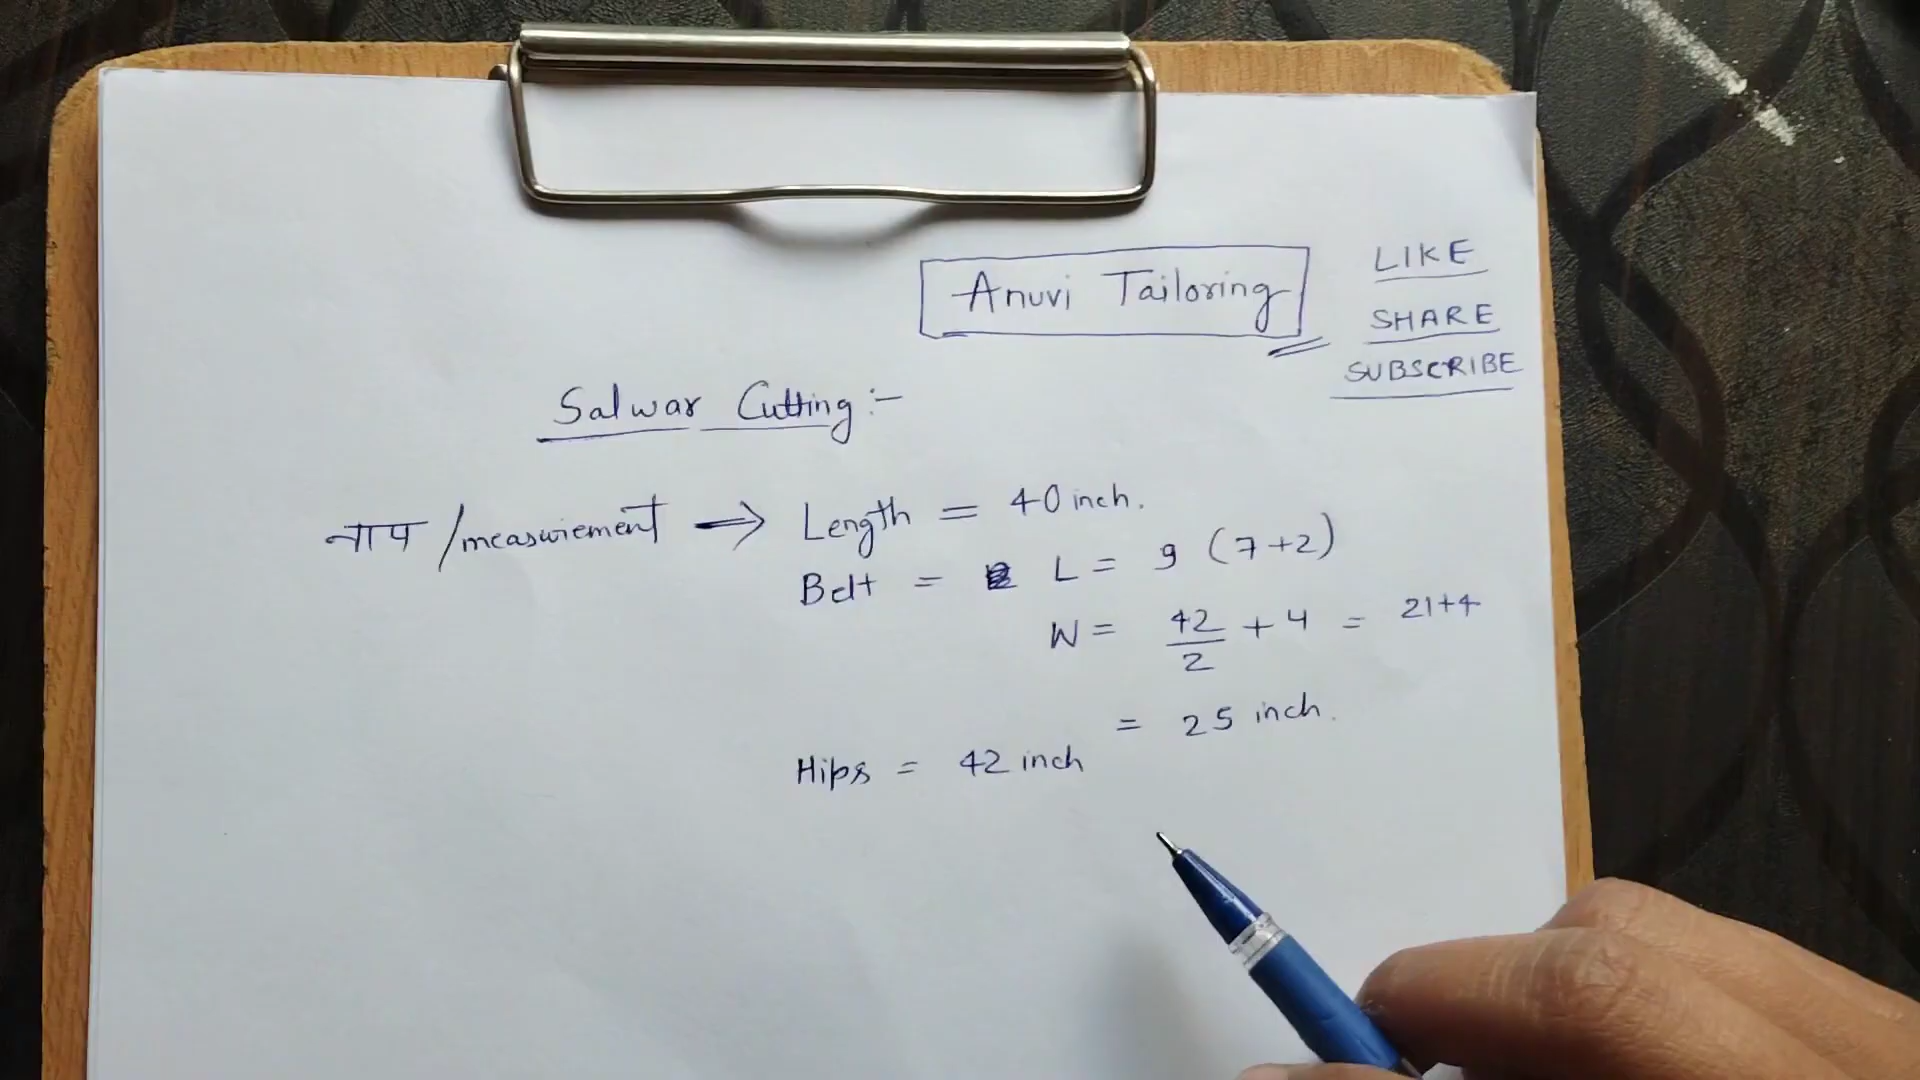 Anuvi Tailoring
LIKE
SHARE
SUBSCRIBE
Salwar Cutting :-
नाप / measurement ⇒ Length = 40 inch.
Belt = L = 9 (7+2)
W = 42/2 + 4 = 21+4
= 25 inch.
Hips = 42 inch